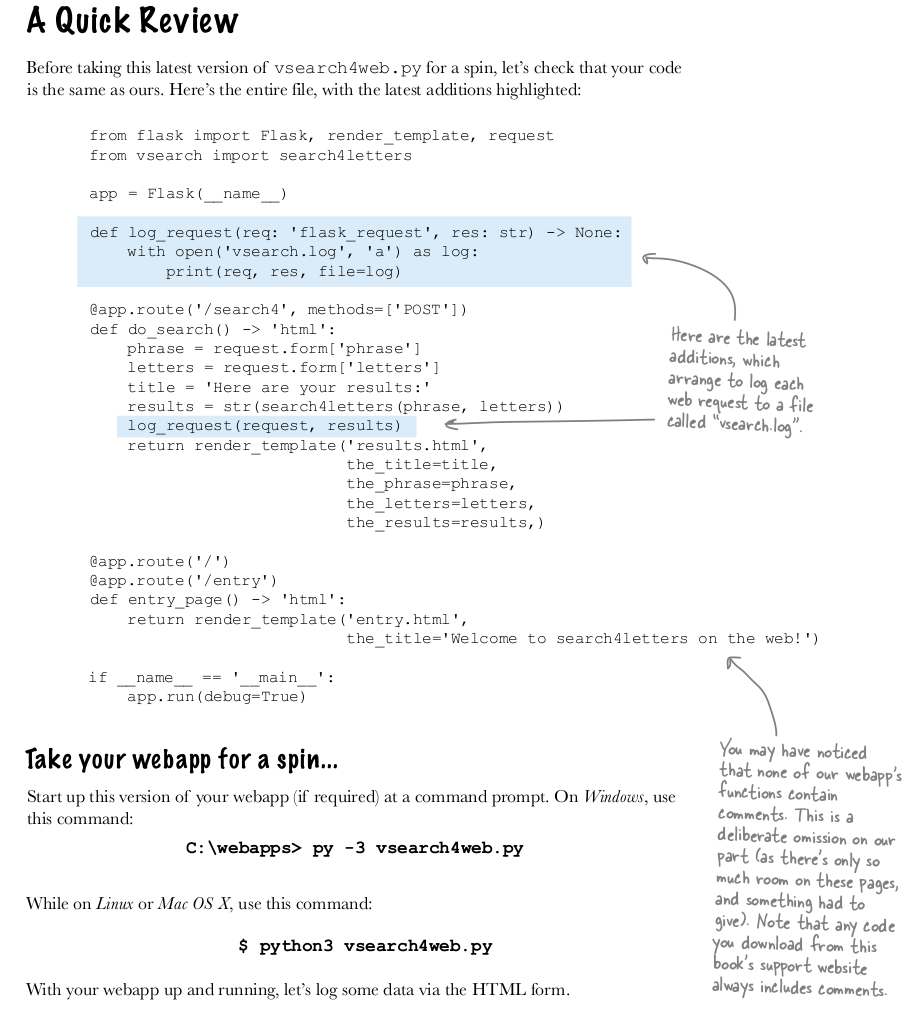 A Quick Review
Before taking this latest version of vsearch4web.py for a spin, let's check that your code
is the same as ours. Here's the entire file, with the latest additions highlighted:
from flask import Flask, render_template, request
from vsearch import search4letters
app = Flask(__name__)
def log_request(req: 'flask_request', res: str) -> None:
    with open('vsearch.log', 'a') as log:
        print(req, res, file=log)
@app.route('/search4', methods=['POST'])
def do_search() -> 'html':
    phrase = request.form['phrase']
    letters = request.form['letters']
    title = 'Here are your results:'
    results = str(search4letters(phrase, letters))
    log_request(request, results)
    return render_template('results.html',
                           the_title=title,
                           the_phrase=phrase,
                           the_letters=letters,
                           the_results=results,)
Here are the latest
additions, which
arrange to log each
web request to a file
called "vsearch.log".
@app.route('/')
@app.route('/entry')
def entry_page() -> 'html':
    return render_template('entry.html',
                           the_title='Welcome to search4letters on the web!')
if __name__ == '__main__':
    app.run(debug=True)
You may have noticed
that none of our webapp's
functions contain
comments. This is a
deliberate omission on our
part (as there's only so
much room on these pages,
and something had to
give). Note that any code
you download from this
book's support website
always includes comments.
Take your webapp for a spin...
Start up this version of your webapp (if required) at a command prompt. On Windows, use
this command:
C:\webapps> py -3 vsearch4web.py
While on Linux or Mac OS X, use this command:
$ python3 vsearch4web.py
With your webapp up and running, let's log some data via the HTML form.